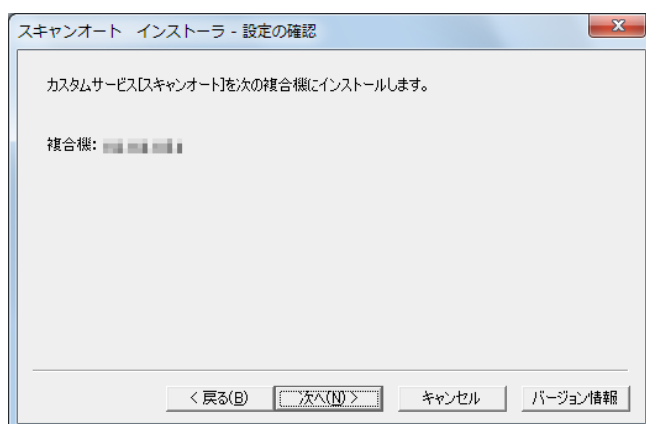 スキャンオート インストーラ - 設定の確認
カスタムサービス[スキャンオート]を次の複合機にインストールします。
複合機:
< 戻る(B)
次へ(N) >
キャンセル
バージョン情報